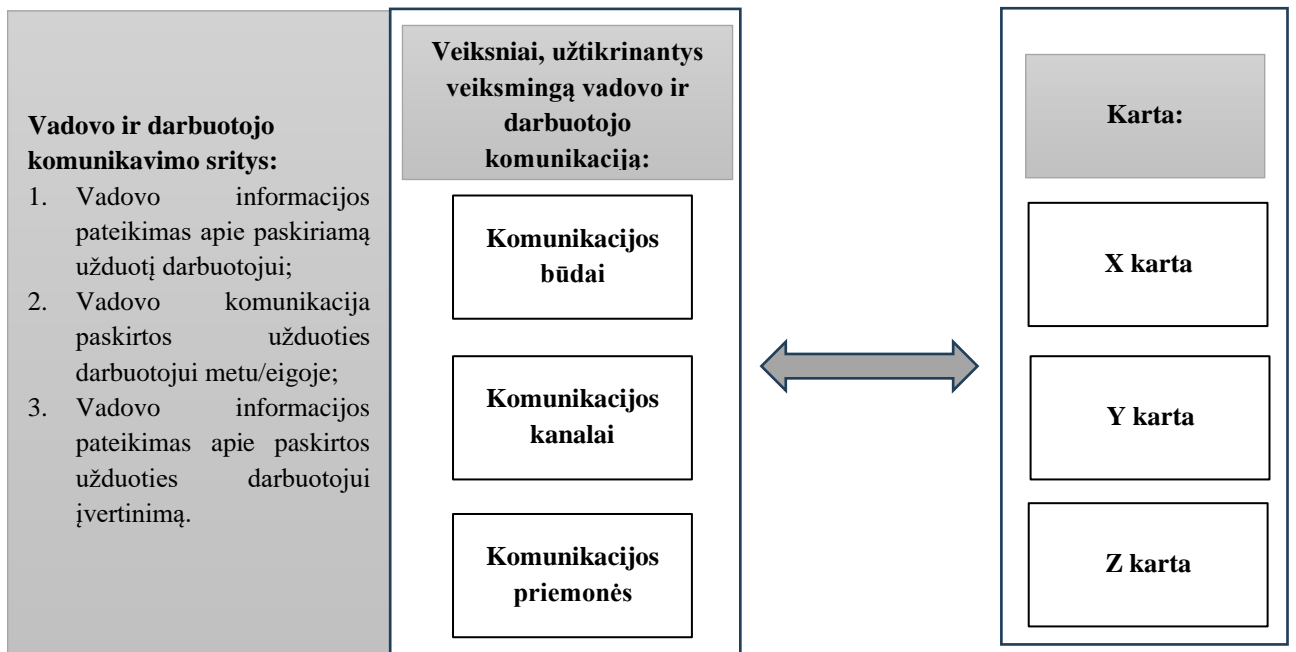 Vadovo ir darbuotojo
komunikavimo sritys:
1. Vadovo informacijos
pateikimas apie paskiriamą
užduotį darbuotojui;
2. Vadovo komunikacija
paskirtos užduoties
darbuotojui metu/eigoje;
3. Vadovo informacijos
pateikimas apie paskirtos
užduoties darbuotojui
įvertinimą.
Veiksniai, užtikrinantys
veiksmingą vadovo ir
darbuotojo
komunikaciją:
Komunikacijos
būdai
Komunikacijos
kanalai
Komunikacijos
priemonės
Karta:
X karta
Y karta
Z karta